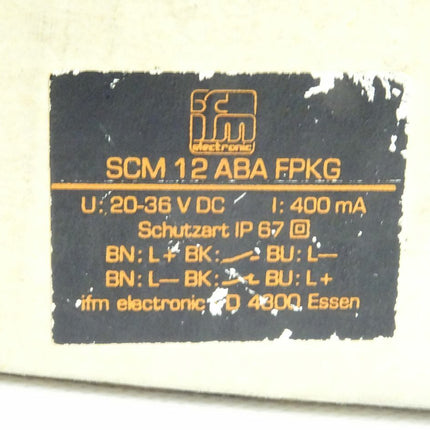 ifm
electronic
SCM 12 ABA FPKG
U: 20-36 V DC I: 400 mA
Schutzart IP 67
BN: L+ BK: BU: L–
BN: L– BK: BU: L+
ifm electronic D 4300 Essen